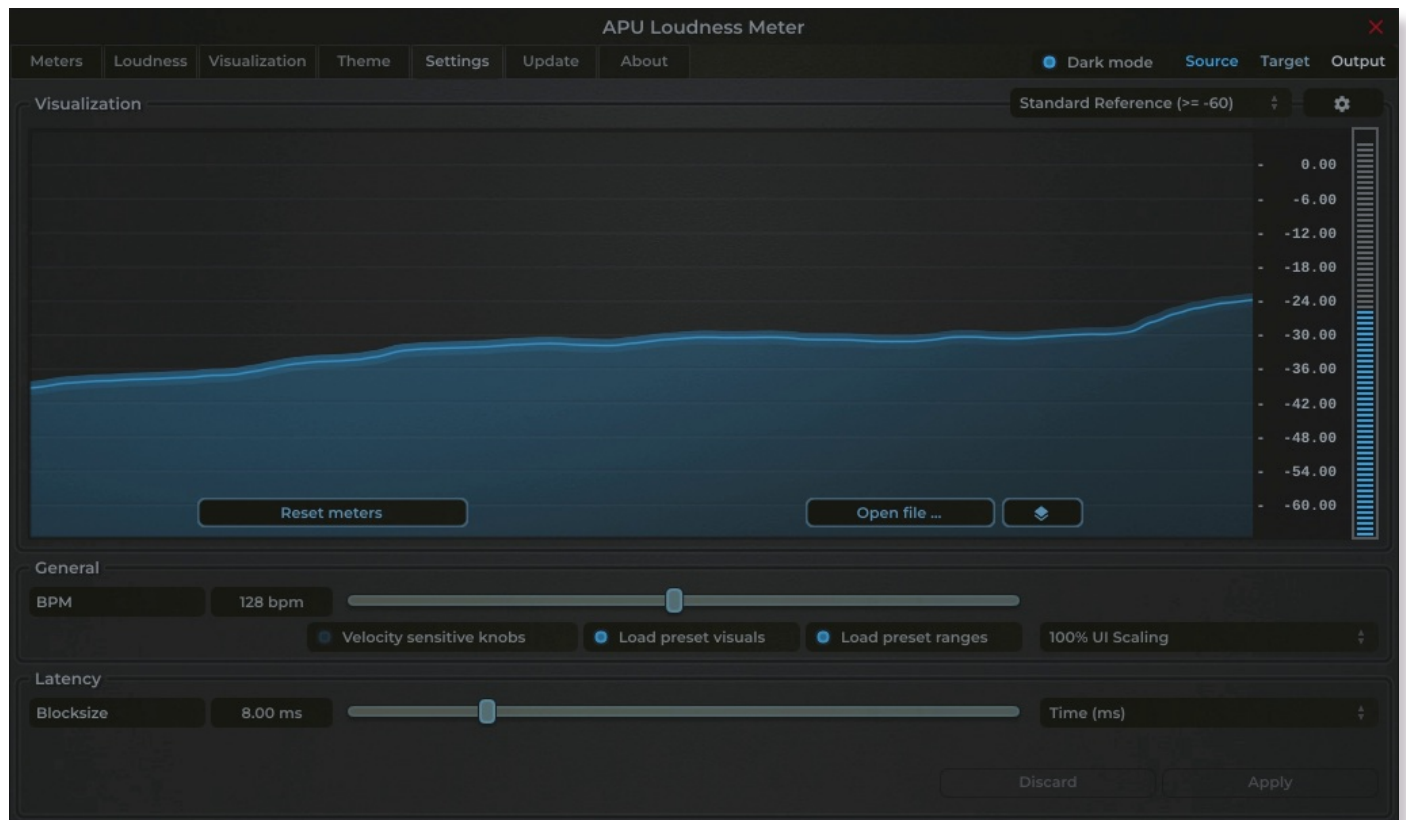 APU Loudness Meter
Meters Loudness Visualization Theme Settings Update About Dark mode Source Target Output
Visualization Standard Reference (>= -60)
- 0.00
- -6.00
- -12.00
- -18.00
- -24.00
- -30.00
- -36.00
- -42.00
- -48.00
- -54.00
- -60.00
Reset meters Open file ...
General
BPM 128 bpm
Velocity sensitive knobs Load preset visuals Load preset ranges 100% UI Scaling
Latency
Blocksize 8.00 ms Time (ms)
Discard Apply